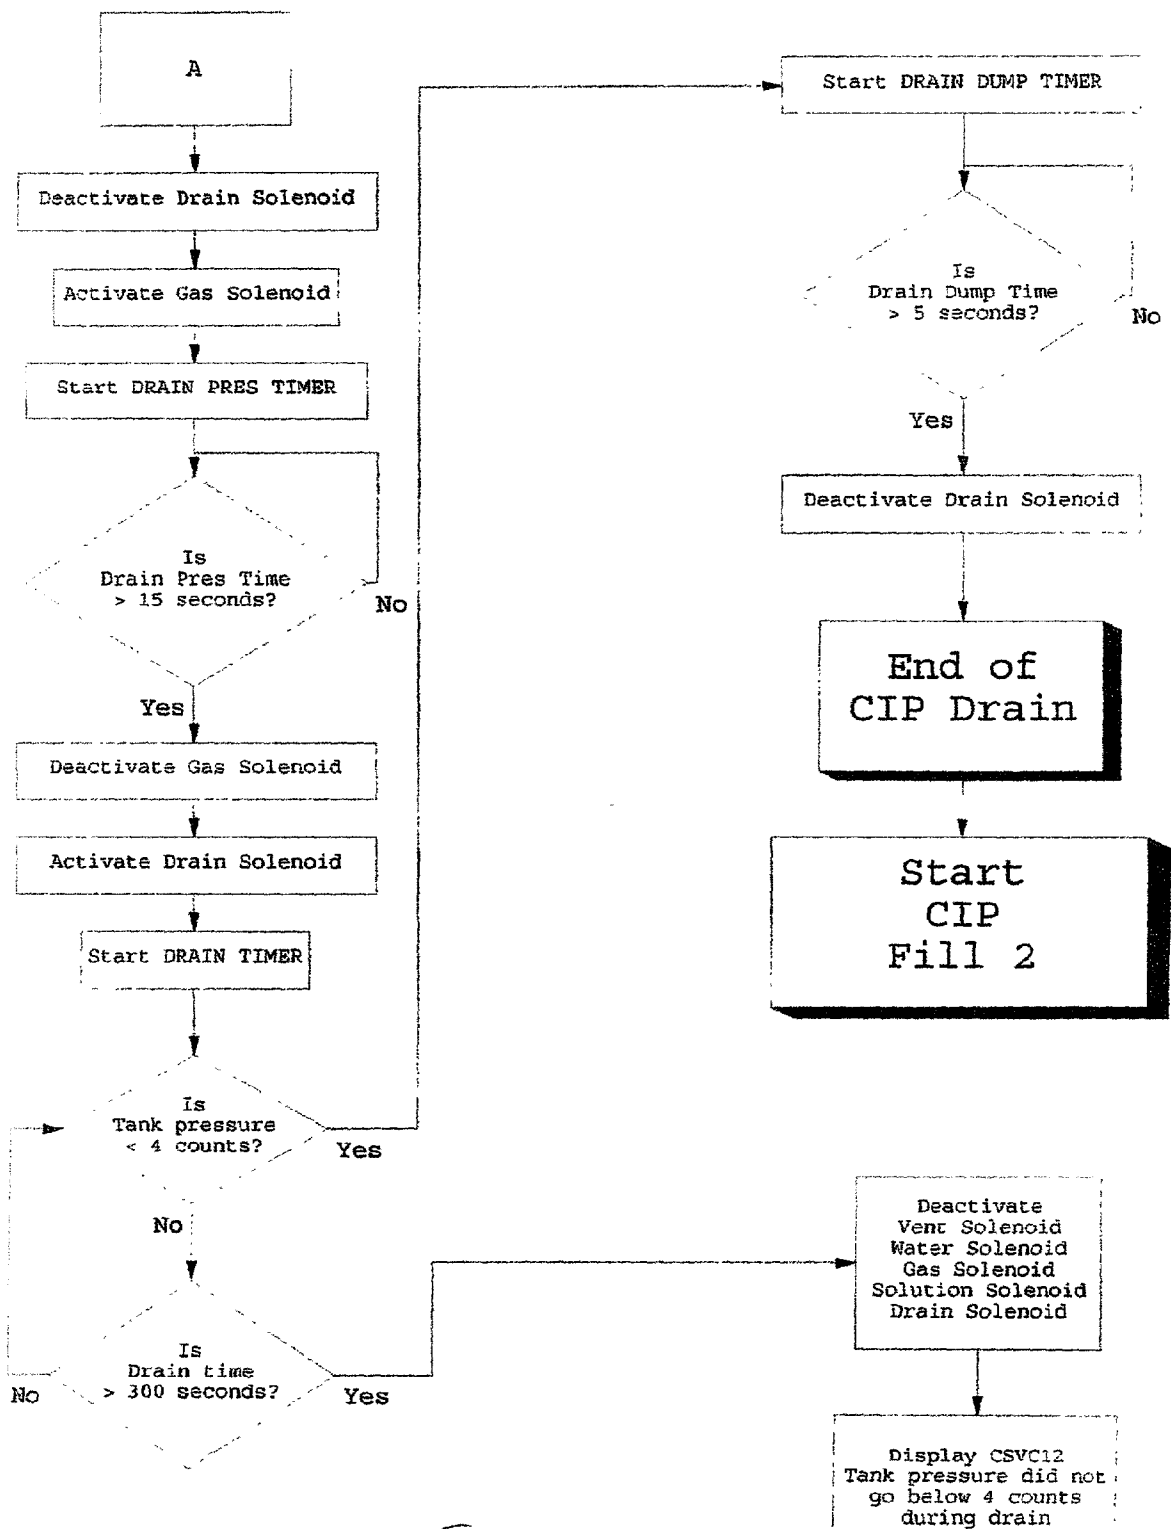 A
Deactivate Drain Solenoid
Activate Gas Solenoid
Start DRAIN PRES TIMER
Is
Drain Pres Time
> 15 seconds?
No
Yes
Deactivate Gas Solenoid
Activate Drain Solenoid
Start DRAIN TIMER
Is
Tank pressure
< 4 counts?
Yes
No
Is
Drain time
> 300 seconds?
No
Yes
Start DRAIN DUMP TIMER
Is
Drain Dump Time
> 5 seconds?
No
Yes
Deactivate Drain Solenoid
End of
CIP Drain
Start
CIP
Fill 2
Deactivate
Vent Solenoid
Water Solenoid
Gas Solenoid
Solution Solenoid
Drain Solenoid
Display CSVC12
Tank pressure did not
go below 4 counts
during drain